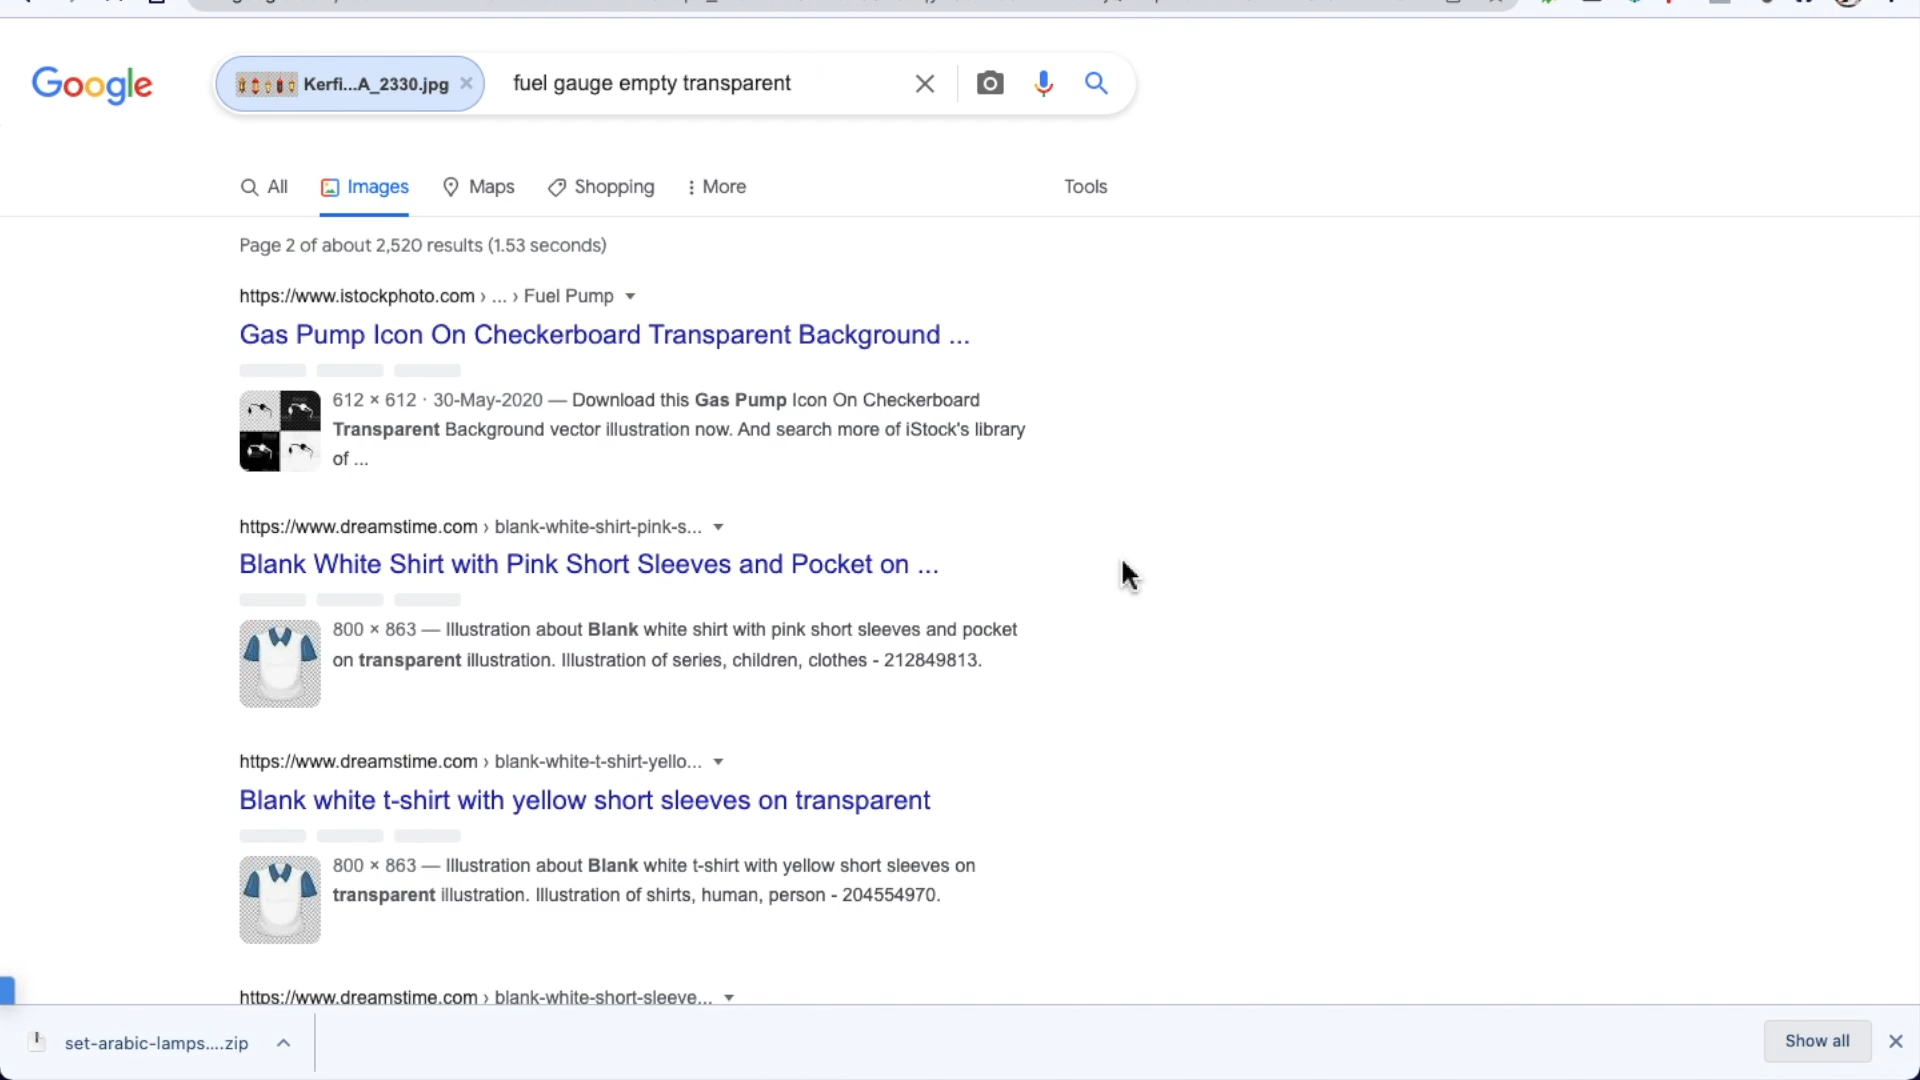 Google
Kerfi...A_2330.jpg
fuel gauge empty transparent
All
Images
Maps
Shopping
More
Tools
Page 2 of about 2,520 results (1.53 seconds)
https://www.istockphoto.com › ... › Fuel Pump
Gas Pump Icon On Checkerboard Transparent Background ...
612 × 612 · 30-May-2020 — Download this Gas Pump Icon On Checkerboard
Transparent Background vector illustration now. And search more of iStock's library
of ...
https://www.dreamstime.com › blank-white-shirt-pink-s...
Blank White Shirt with Pink Short Sleeves and Pocket on ...
800 × 863 — Illustration about Blank white shirt with pink short sleeves and pocket
on transparent illustration. Illustration of series, children, clothes - 212849813.
https://www.dreamstime.com › blank-white-t-shirt-yello...
Blank white t-shirt with yellow short sleeves on transparent
800 × 863 — Illustration about Blank white t-shirt with yellow short sleeves on
transparent illustration. Illustration of shirts, human, person - 204554970.
https://www.dreamstime.com › blank-white-short-sleeve...
set-arabic-lamps....zip
Show all